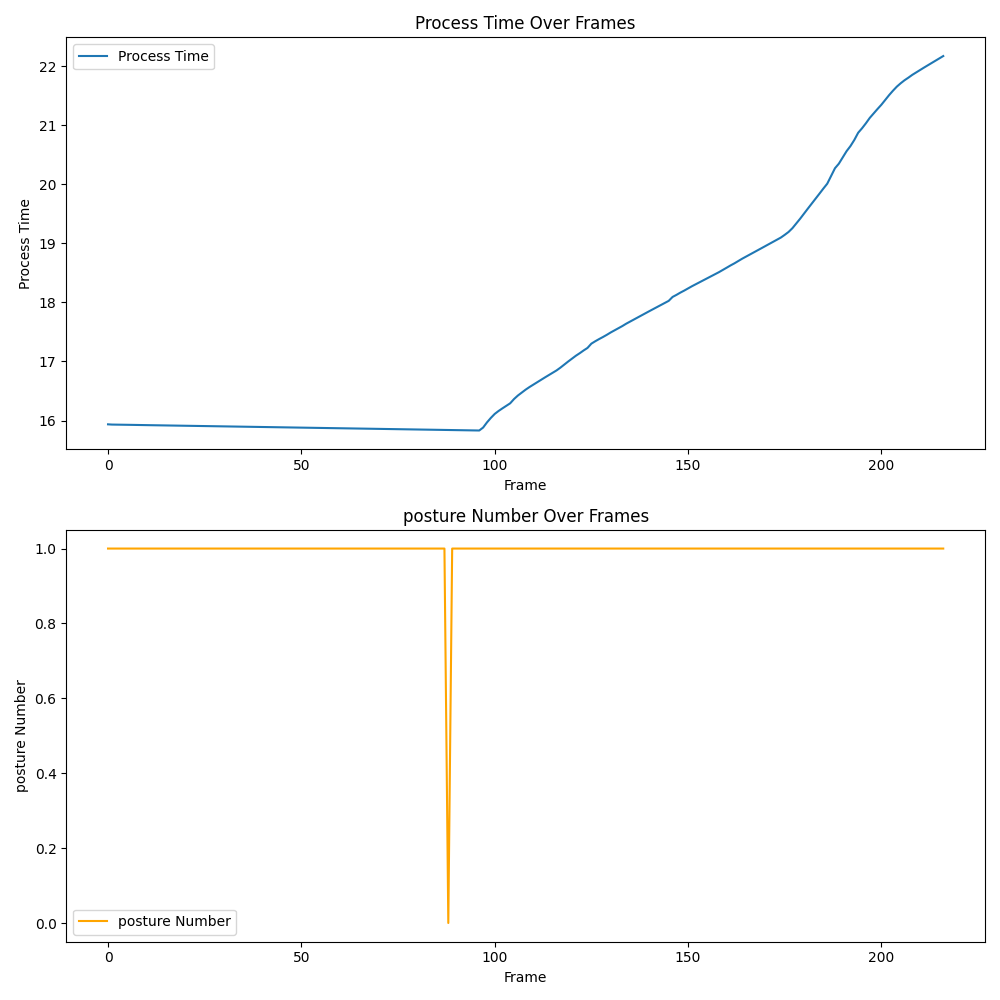 Process Time Over Frames
Process Time
22
21
20
19
18
17
16
Process Time
0 50 100 150 200
Frame
posture Number Over Frames
1.0
0.8
0.6
0.4
0.2
0.0
posture Number
posture Number
0 50 100 150 200
Frame